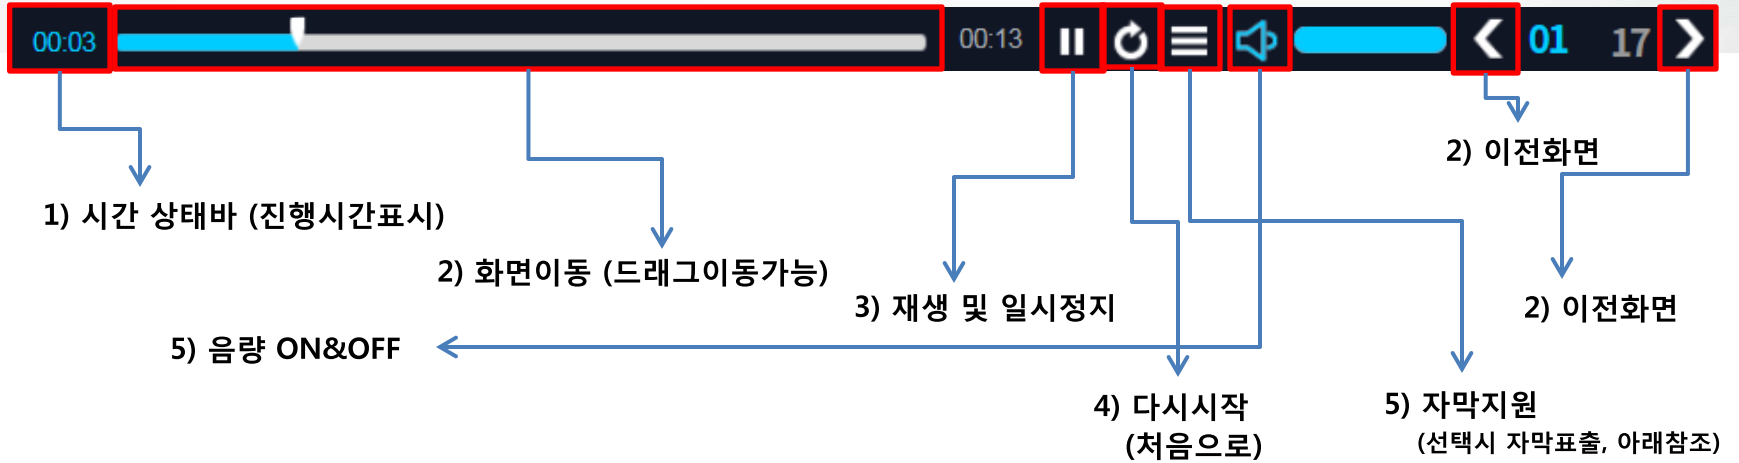 00:03
00:13
01
17
2) 이전화면
1) 시간 상태바 (진행시간표시)
2) 화면이동 (드래그이동가능)
3) 재생 및 일시정지
2) 이전화면
5) 음량 ON&OFF
4) 다시시작
(처음으로)
5) 자막지원
(선택시 자막표출, 아래참조)